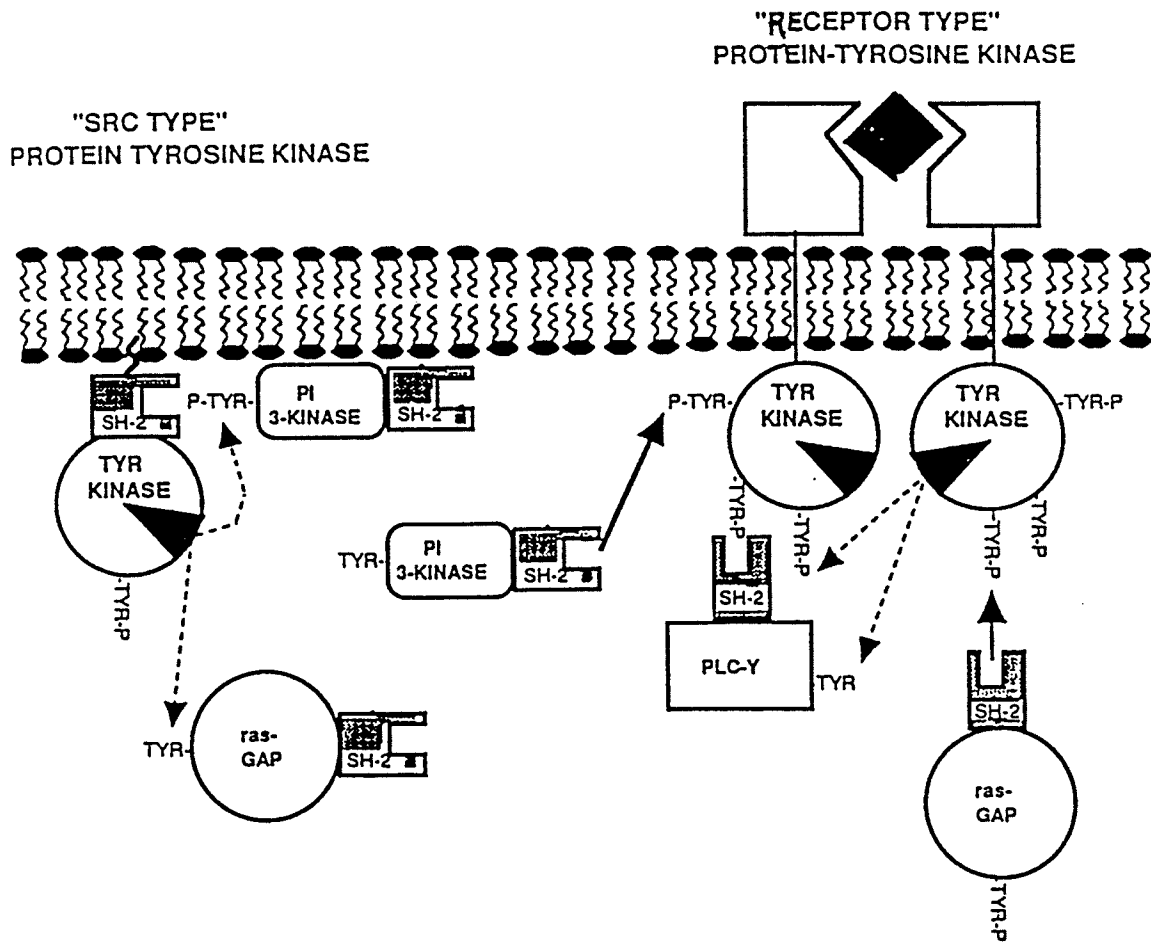 "RECEPTOR TYPE"
PROTEIN-TYROSINE KINASE
"SRC TYPE"
PROTEIN TYROSINE KINASE
SH-2
P-TYR-
PI
3-KINASE
SH-2
TYR
KINASE
-TYR-P
P-TYR-
TYR
KINASE
TYR
KINASE
-TYR-P
-TYR-P
-TYR-P
-TYR-P
-TYR-P
TYR-
PI
3-KINASE
SH-2
SH-2
PLC-Y
-TYR
TYR-
ras-
GAP
SH-2
SH-2
ras-
GAP
-TYR-P